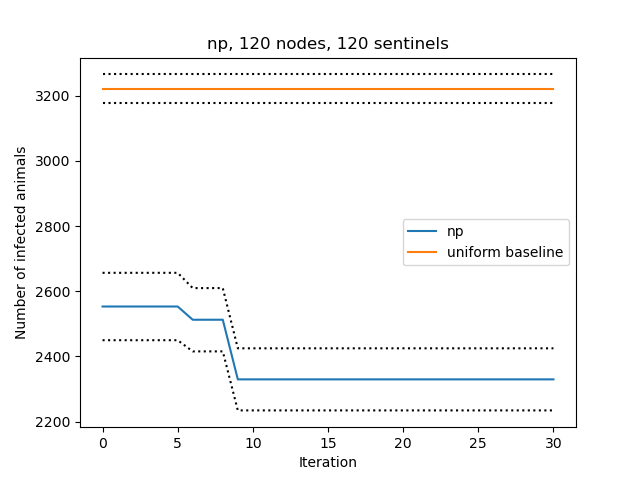 np, 120 nodes, 120 sentinels
Number of infected animals
3200
3000
2800
2600
2400
2200
np
uniform baseline
0 5 10 15 20 25 30
Iteration